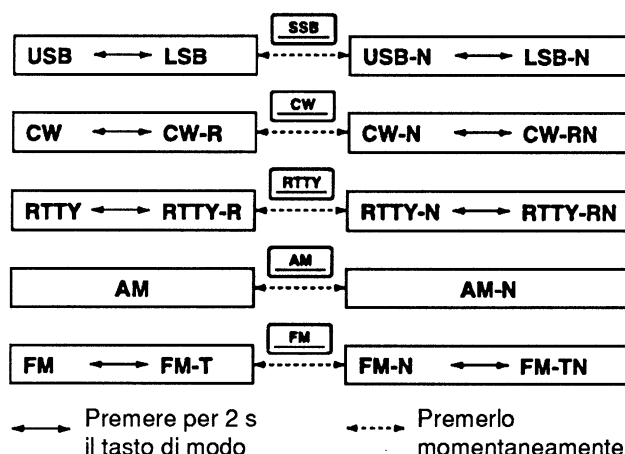 SSB
USB LSB USB-N LSB-N
CW
CW CW-R CW-N CW-RN
RTTY
RTTY RTTY-R RTTY-N RTTY-RN
AM
AM AM-N
FM
FM FM-T FM-N FM-TN
Premere per 2 s
il tasto di modo
Premerlo
momentaneamente